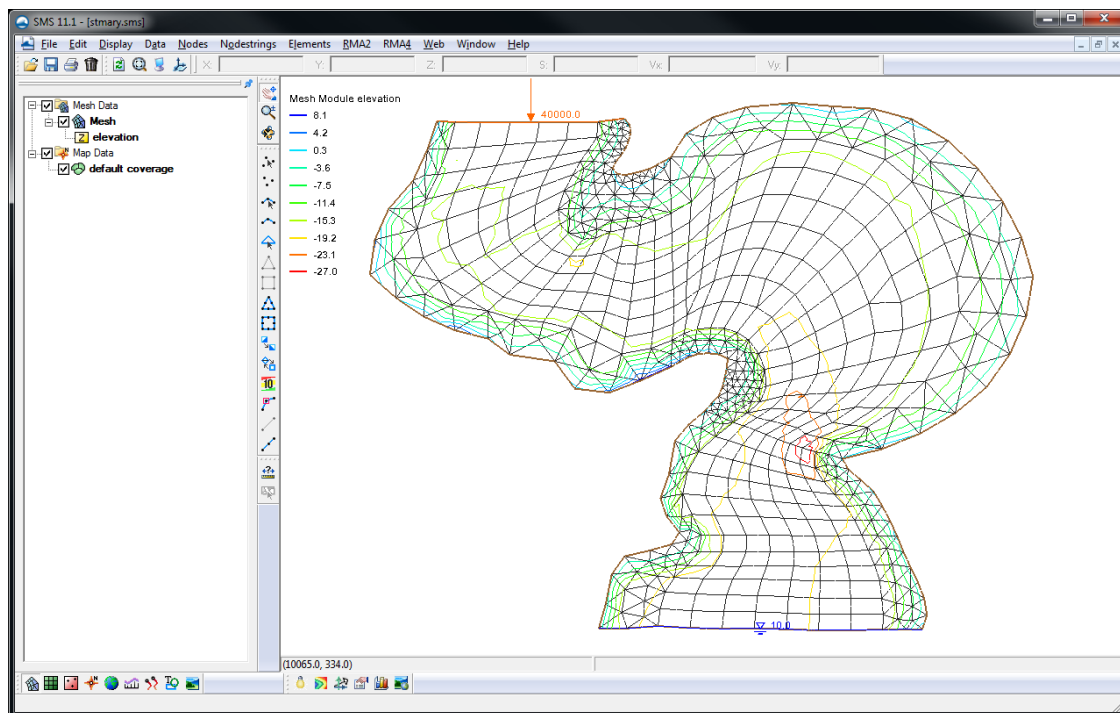 SMS 11.1 - [stmary.sms]
File Edit Display Data Nodes Nodestrings Elements RMA2 RMA4 Web Window Help
X: Y: Z: S: Vx: Vy:
Mesh Data
Mesh
Z elevation
Map Data
default coverage
10
Mesh Module elevation
8.1
4.2
0.3
-3.6
-7.5
-11.4
-15.3
-19.2
-23.1
-27.0
40000.0
10.0
(10065.0, 334.0)